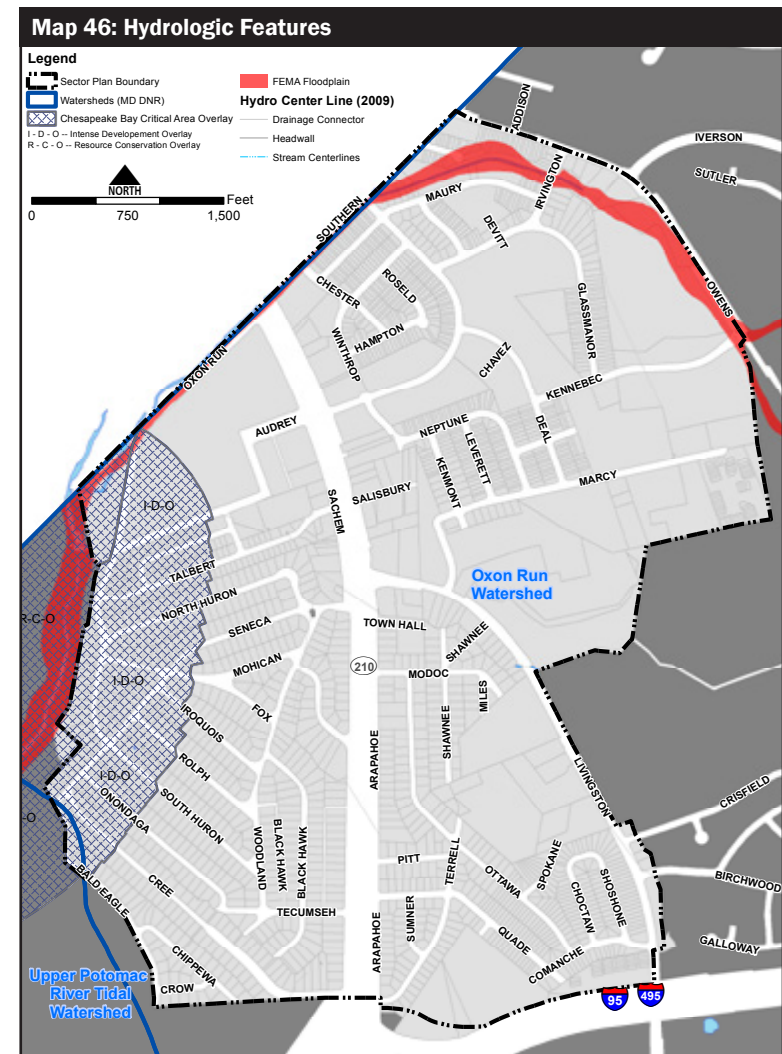 Map 46: Hydrologic Features
Legend
Sector Plan Boundary
Watersheds (MD DNR)
Chesapeake Bay Critical Area Overlay
I - D - O -- Intense Developement Overlay
R - C - O -- Resource Conservation Overlay
FEMA Floodplain
Hydro Center Line (2009)
Drainage Connector
Headwall
Stream Centerlines
NORTH
Feet
0 750 1,500
ADDISON
IVERSON
SUTLER
IRVINGTON
MAURY
SOUTHERN
DEVITT
OWENS
CHESTER
ROSELD
GLASSMANOR
WINTHROP
HAMPTON
OXON RUN
CHAVEZ
KENNEBEC
AUDREY
NEPTUNE
DEAL
LEVERETT
KENMONT
MARCY
SALISBURY
SACHEM
I-D-O
TALBERT
Oxon Run
Watershed
NORTH HURON
R-C-O
SENECA
TOWN HALL
SHAWNEE
MOHICAN
210
MODOC
I-D-O
MILES
FOX
IROQUOIS
SHAWNEE
ARAPAHOE
ROLPH
LIVINGSTON
I-D-O
CRISFIELD
ONONDAGA
SOUTH HURON
-O
WOODLAND
BLACK HAWK
BLACK HAWK
PITT
TERRELL
SPOKANE
BIRCHWOOD
BALD EAGLE
CREE
OTTAWA
SHOSHONE
CHOCTAW
TECUMSEH
SUMNER
ARAPAHOE
QUADE
GALLOWAY
CHIPPEWA
COMANCHE
Upper Potomac
River Tidal
Watershed
CROW
95
495